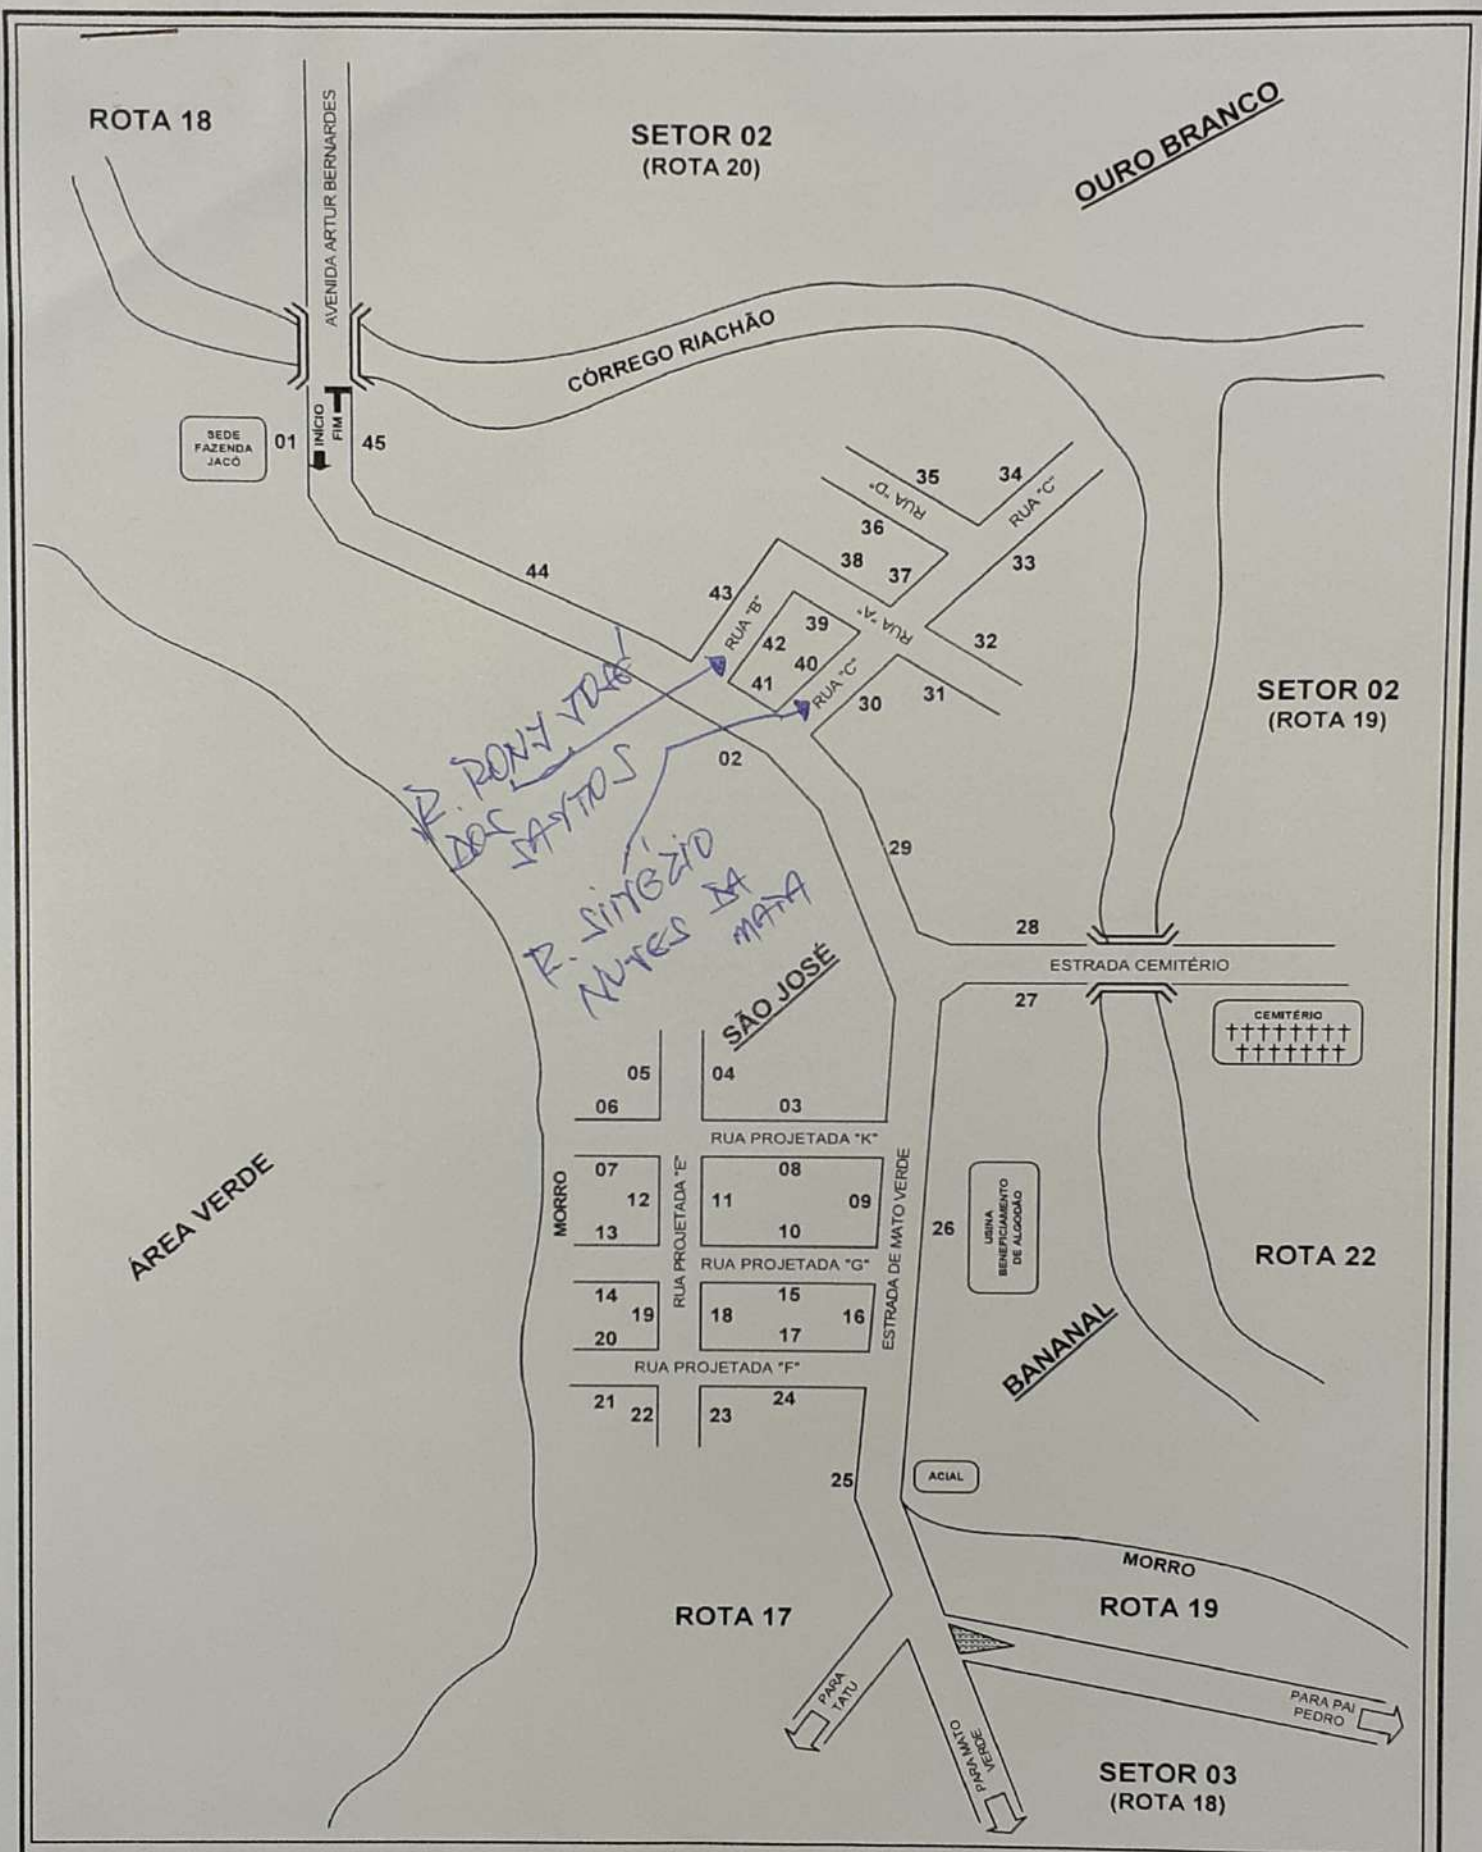 ROTA 18
AVENIDA ARTUR BERNARDES
SETOR 02
(ROTA 20)
OURO BRANCO
CÓRREGO RIACHÃO
SEDE
FAZENDA
JACÓ
01
INÍCIO
FIM
45
35
34
RUA "D"
RUA "C"
36
38
37
33
44
43
RUA "B"
39
RUA "A"
42
32
40
41
RUA "C"
31
30
SETOR 02
(ROTA 19)
R. RONY
DOS
SANTOS
02
29
R.
NUNES DA
MATA
SÃO JOSÉ
28
ESTRADA CEMITÉRIO
27
CEMITÉRIO
05
04
06
03
RUA PROJETADA "K"
ÁREA VERDE
MORRO
07
08
12
RUA PROJETADA "E"
11
09
ESTRADA DE MATO VERDE
13
10
26
USINA
BENEFICIAMENTO
DE ALGODÃO
RUA PROJETADA "G"
ROTA 22
14
15
19
18
16
20
17
BANANAL
RUA PROJETADA "F"
21
24
22
23
25
ACIAL
MORRO
ROTA 17
ROTA 19
PARA
TATU
PARA MATO
VERDE
PARA PAI
PEDRO
SETOR 03
(ROTA 18)